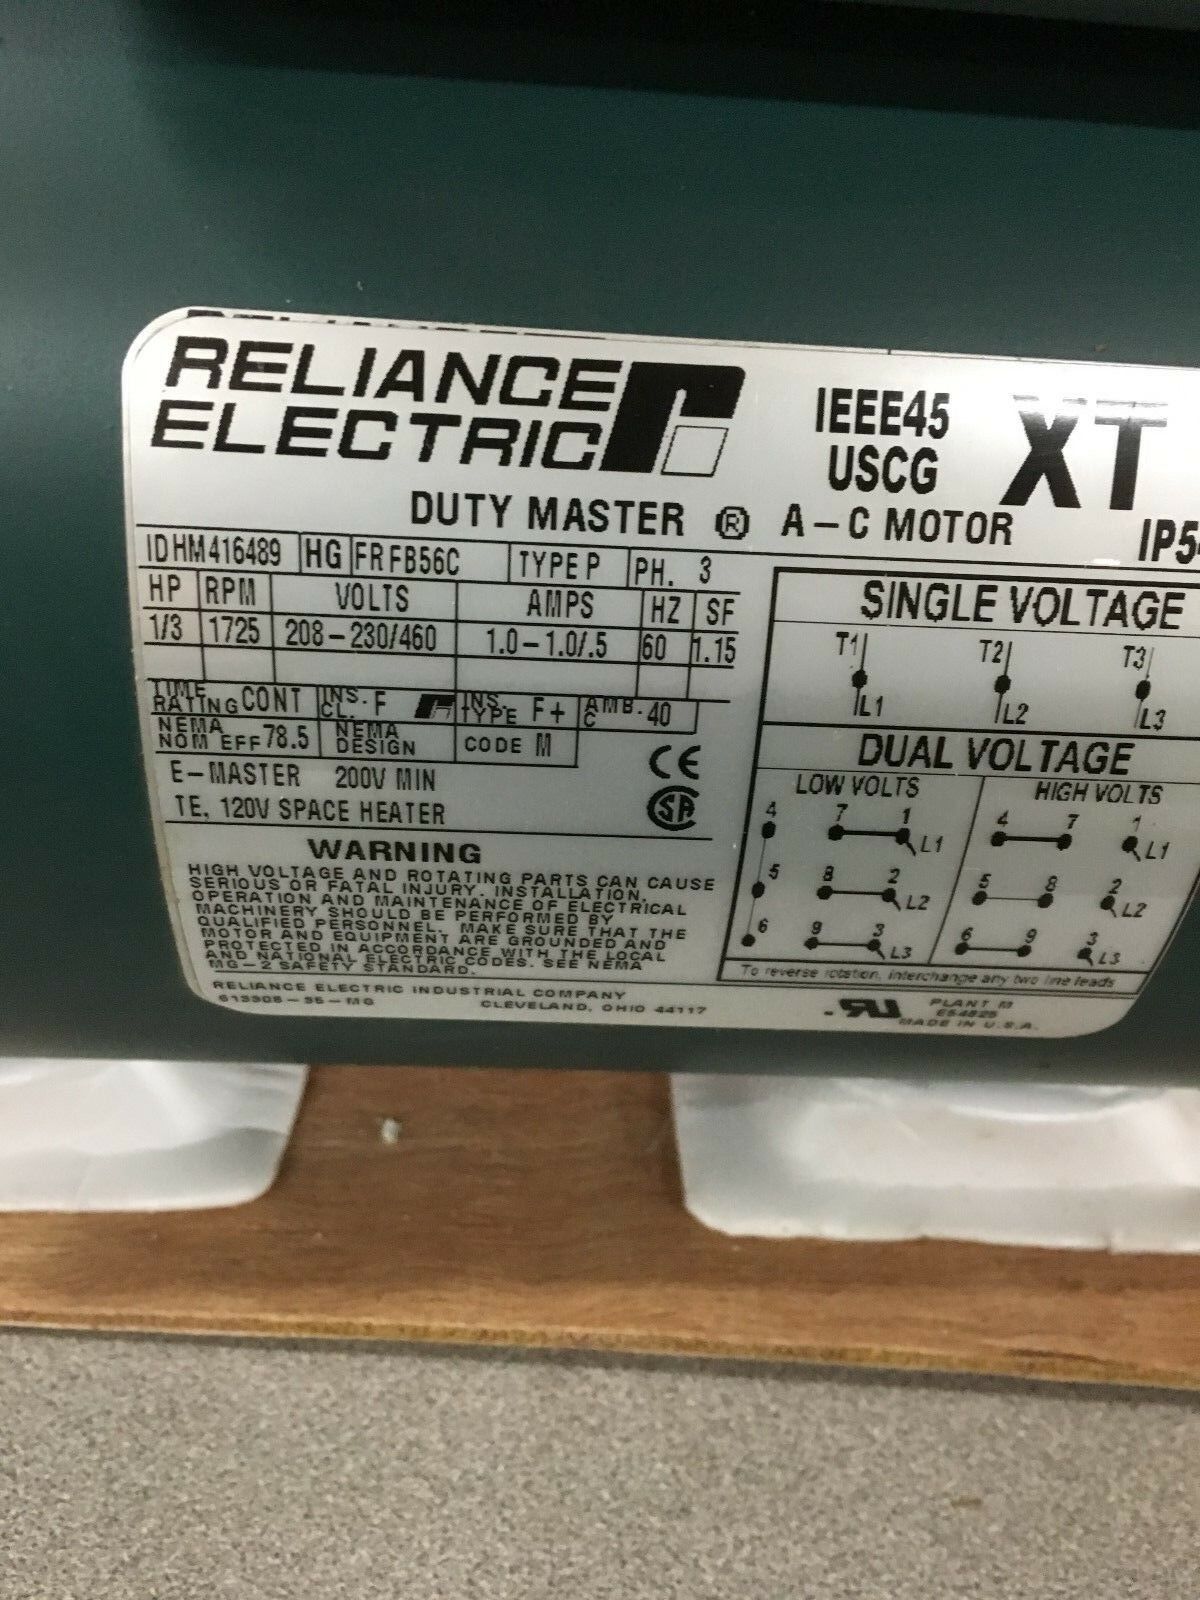 RELIANCE
ELECTRIC
IEEE45
USCG
XT
DUTY MASTER ® A-C MOTOR
IP5
IDHM416489 HG FR FB56C TYPE P PH. 3
HP RPM VOLTS AMPS HZ SF
1/3 1725 208-230/460 1.0-1.0/.5 60 1.15
TIME RATING CONT INS. CL. F INS. TYPE F+ AMB. C 40
NEMA NOM EFF 78.5 NEMA DESIGN CODE M
E-MASTER 200V MIN
TE, 120V SPACE HEATER
CE
SA
WARNING
HIGH VOLTAGE AND ROTATING PARTS CAN CAUSE
SERIOUS OR FATAL INJURY. INSTALLATION,
OPERATION AND MAINTENANCE OF ELECTRICAL
MACHINERY SHOULD BE PERFORMED BY
QUALIFIED PERSONNEL. MAKE SURE THAT THE
MOTOR AND EQUIPMENT ARE GROUNDED AND
PROTECTED IN ACCORDANCE WITH THE LOCAL
AND NATIONAL ELECTRIC CODES. SEE NEMA
MG-2 SAFETY STANDARD.
SINGLE VOLTAGE
T1 T2 T3
L1 L2 L3
DUAL VOLTAGE
LOW VOLTS HIGH VOLTS
4 7 1 L1 4 7 1 L1
5 8 2 L2 5 8 2 L2
6 9 3 L3 6 9 3 L3
To reverse rotation, interchange any two line leads
RELIANCE ELECTRIC INDUSTRIAL COMPANY
CLEVELAND, OHIO 44117
RU
PLANT M
MADE IN U.S.A.